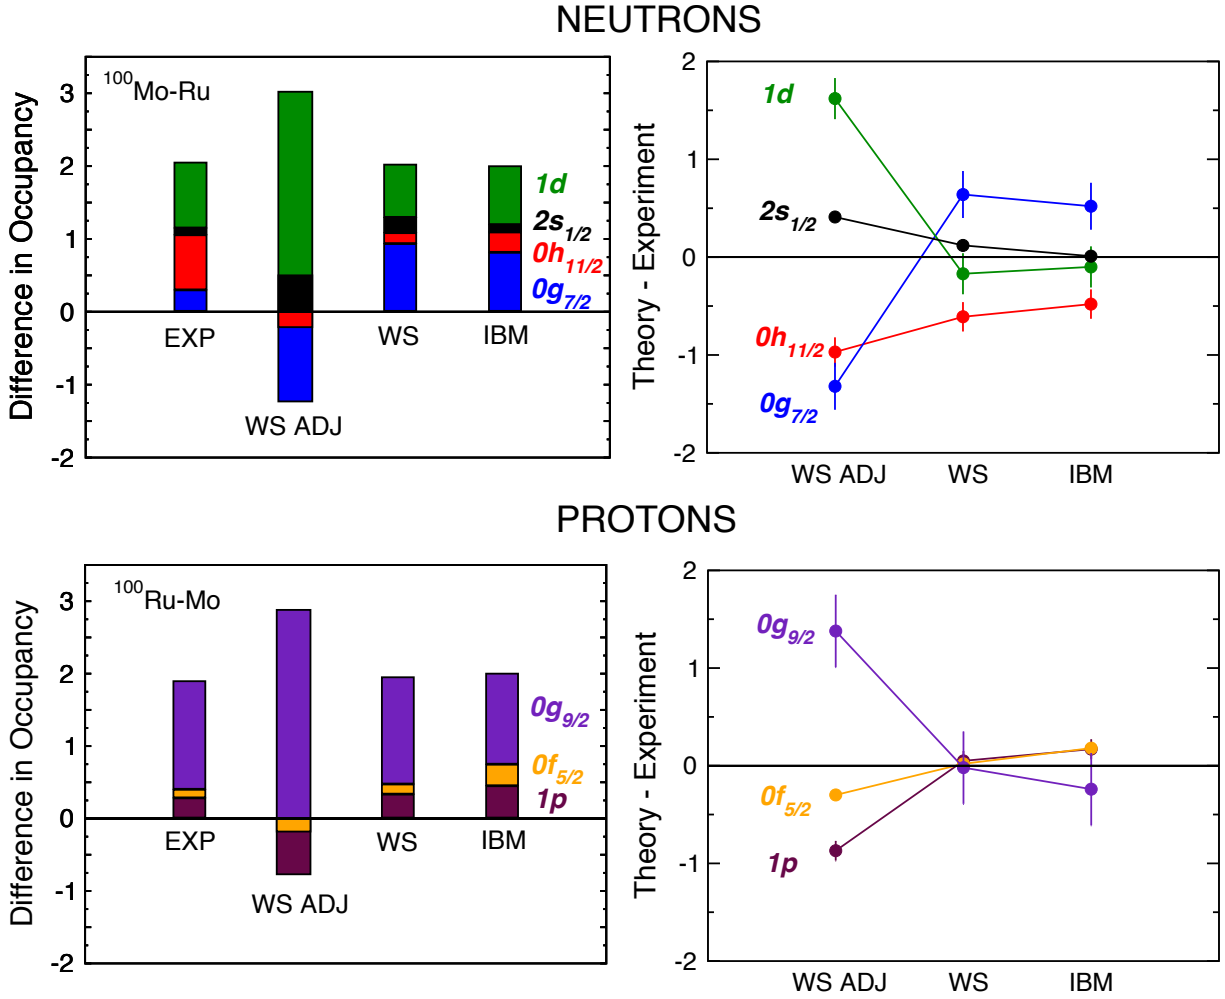 NEUTRONS
Difference in Occupancy
3
2
1
0
-1
-2
¹⁰⁰Mo-Ru
EXP
WS ADJ
WS
IBM
1d
2s₁/₂
0h₁₁/₂
0g₇/₂
Theory - Experiment
2
1
0
-1
-2
1d
2s₁/₂
0h₁₁/₂
0g₇/₂
WS ADJ
WS
IBM
PROTONS
Difference in Occupancy
3
2
1
0
-1
-2
¹⁰⁰Ru-Mo
EXP
WS ADJ
WS
IBM
0g₉/₂
0f₅/₂
1p
Theory - Experiment
2
1
0
-1
-2
0g₉/₂
0f₅/₂
1p
WS ADJ
WS
IBM